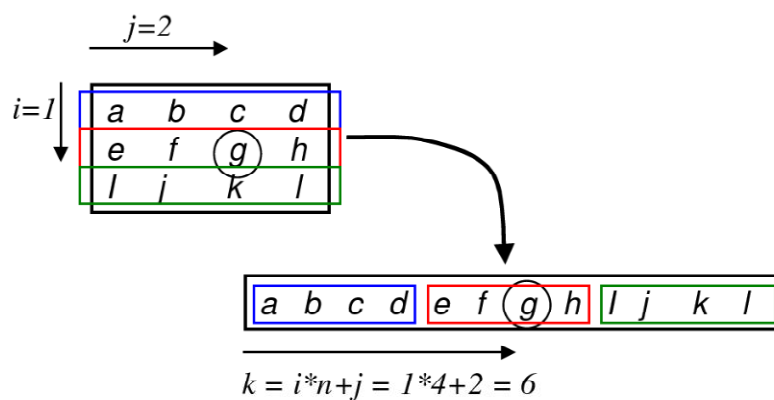 j=2
i=1
a b c d
e f g h
I j k l
a b c d e f g h I j k l
k = i*n+j = 1*4+2 = 6